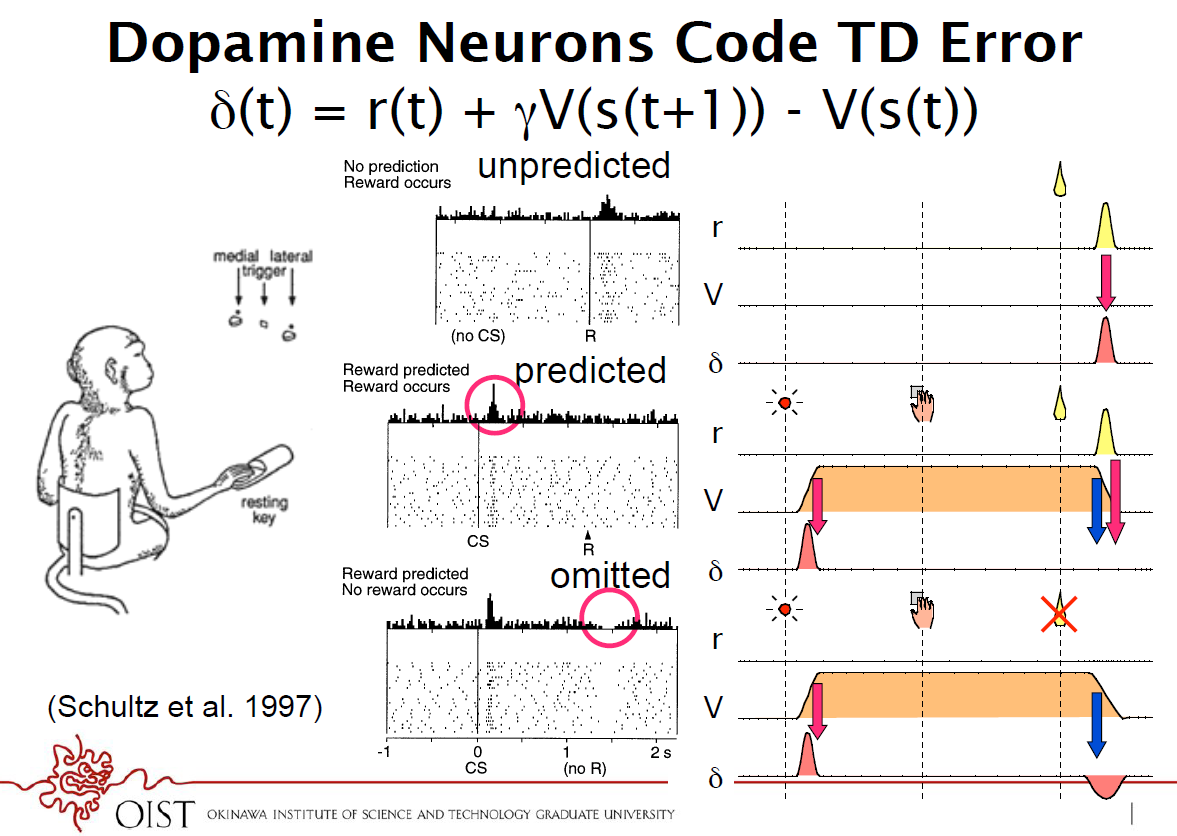 Dopamine Neurons Code TD Error
δ(t) = r(t) + γV(s(t+1)) - V(s(t))
medial lateral
trigger
resting
key
(Schultz et al. 1997)
No prediction
Reward occurs
unpredicted
(no CS)
R
Reward predicted
Reward occurs
predicted
CS
R
Reward predicted
No reward occurs
omitted
-1
0
1
2 s
CS
(no R)
r
V
δ
r
V
δ
r
V
δ
OIST OKINAWA INSTITUTE OF SCIENCE AND TECHNOLOGY GRADUATE UNIVERSITY